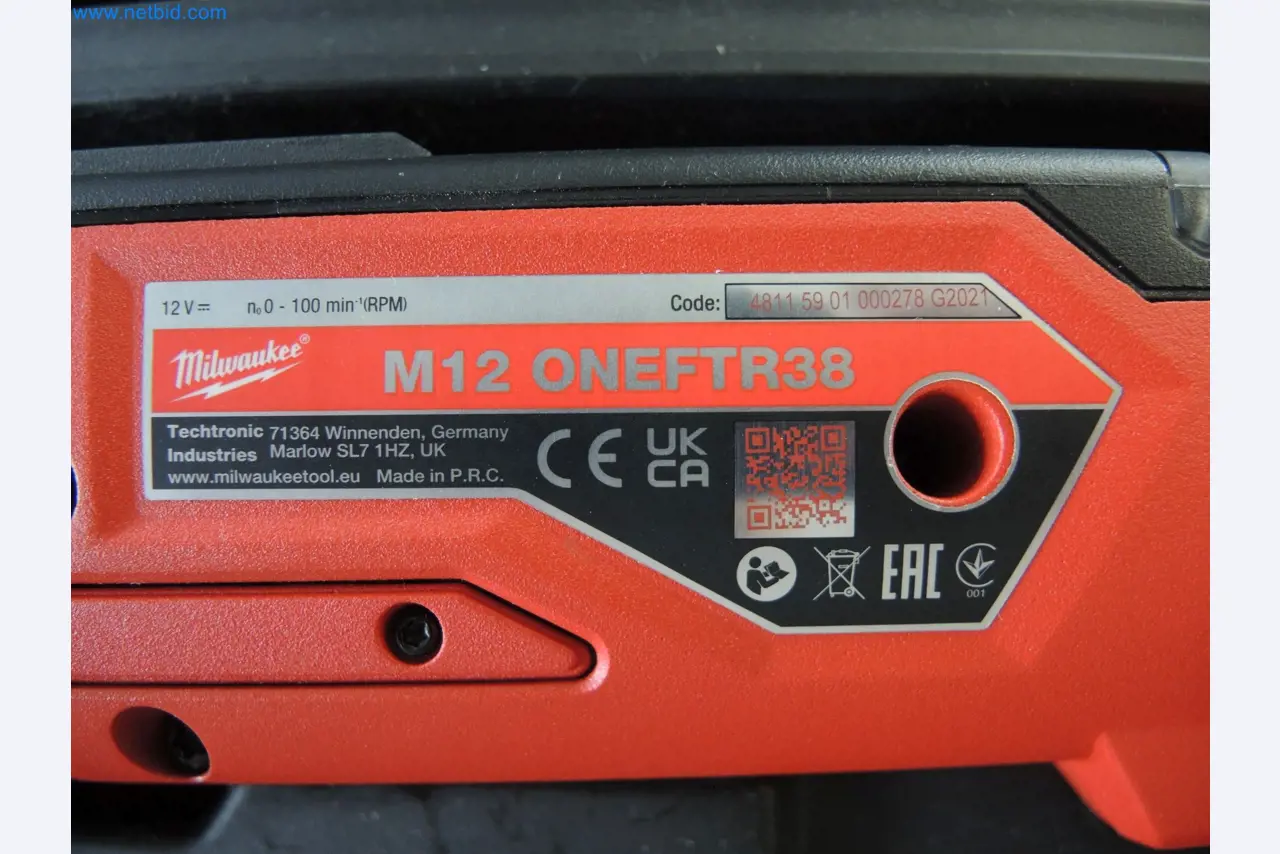 www.netbid.com
12 V ⎓ n₀ 0 - 100 min⁻¹(RPM) Code: 4811 59 01 000278 G2021
Milwaukee®
M12 ONEFTR38
Techtronic Industries 71364 Winnenden, Germany
Marlow SL7 1HZ, UK
www.milwaukeetool.eu Made in P.R.C.
CE
UK
CA
EAC
001